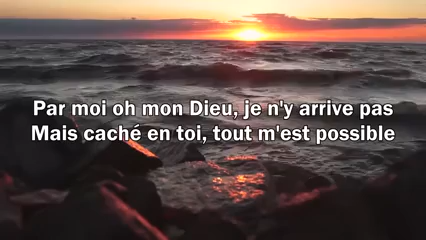 Par moi oh mon Dieu, je n'y arrive pas
Mais caché en toi, tout m'est possible